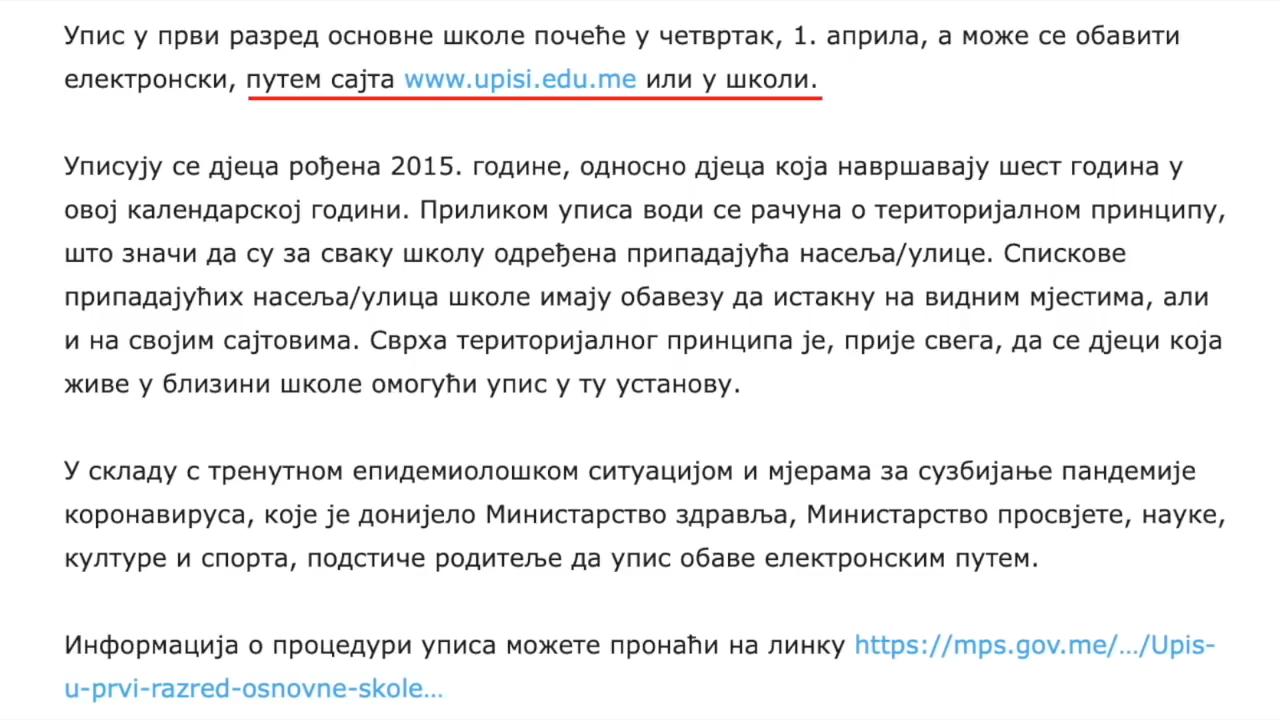 Упис у први разред основне школе почеће у четвртак, 1. априла, а може се обавити
електронски, путем сајта www.upisi.edu.me или у школи.
Уписују се дјеца рођена 2015. године, односно дјеца која навршавају шест година у
овој календарској години. Приликом уписа води се рачуна о територијалном принципу,
што значи да су за сваку школу одређена припадајућа насеља/улице. Спискове
припадајућих насеља/улица школе имају обавезу да истакну на видним мјестима, али
и на својим сајтовима. Сврха територијалног принципа је, прије свега, да се дјеци која
живе у близини школе омогући упис у ту установу.
У складу с тренутном епидемиолошком ситуацијом и мјерама за сузбијање пандемије
коронавируса, које је донијело Министарство здравља, Министарство просвјете, науке,
културе и спорта, подстиче родитеље да упис обаве електронским путем.
Информација о процедури уписа можете пронаћи на линку https://mps.gov.me/.../Upis-
u-prvi-razred-osnovne-skole...